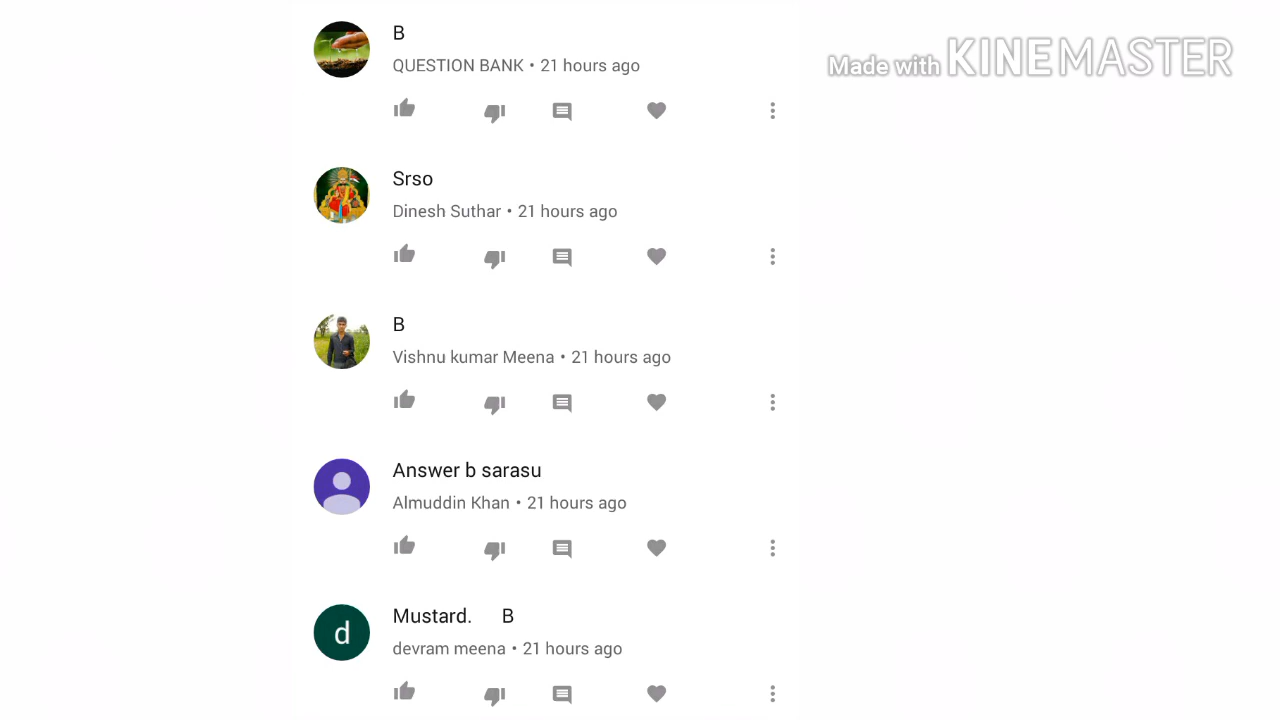 B
QUESTION BANK • 21 hours ago
Made with KINEMASTER
Srso
Dinesh Suthar • 21 hours ago
B
Vishnu kumar Meena • 21 hours ago
Answer b sarasu
Almuddin Khan • 21 hours ago
d
Mustard. B
devram meena • 21 hours ago